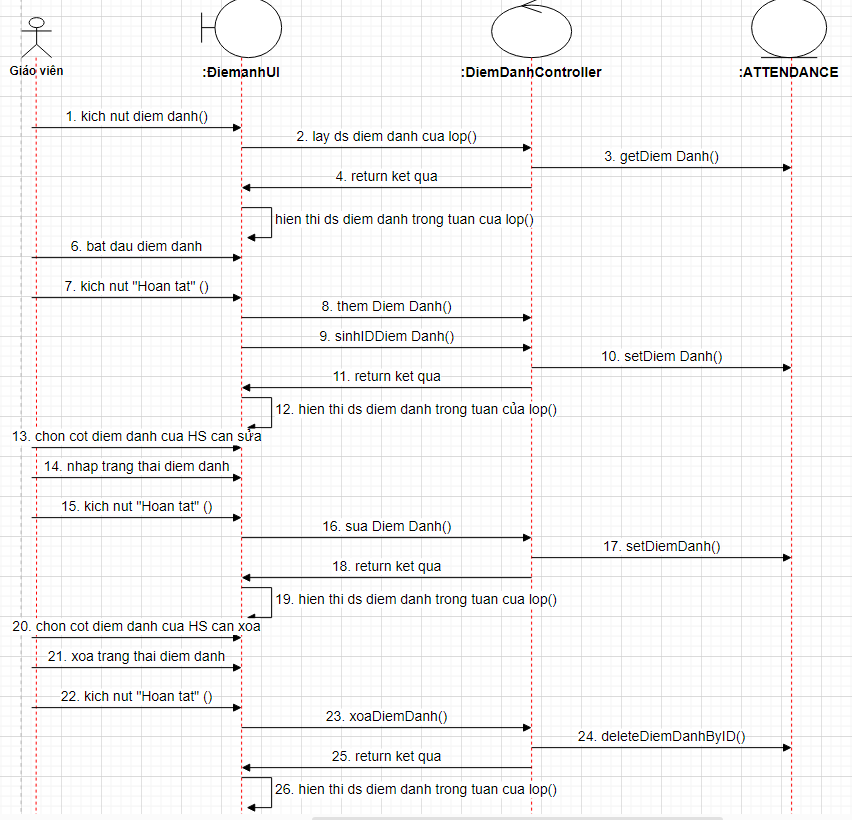 Giáo viên
:ĐiemanhUI
:DiemDanhController
:ATTENDANCE
1. kich nut diem danh()
2. lay ds diem danh cua lop()
3. getDiem Danh()
4. return ket qua
hien thi ds diem danh trong tuan cua lop()
6. bat dau diem danh
7. kich nut "Hoan tat" ()
8. them Diem Danh()
9. sinhIDDiem Danh()
10. setDiem Danh()
11. return ket qua
12. hien thi ds diem danh trong tuan của lop()
13. chon cot diem danh cua HS can sửa
14. nhap trang thai diem danh
15. kich nut "Hoan tat" ()
16. sua Diem Danh()
17. setDiemDanh()
18. return ket qua
19. hien thi ds diem danh trong tuan cua lop()
20. chon cot diem danh cua HS can xoa
21. xoa trang thai diem danh
22. kich nut "Hoan tat" ()
23. xoaDiemDanh()
24. deleteDiemDanhByID()
25. return ket qua
26. hien thi ds diem danh trong tuan cua lop()